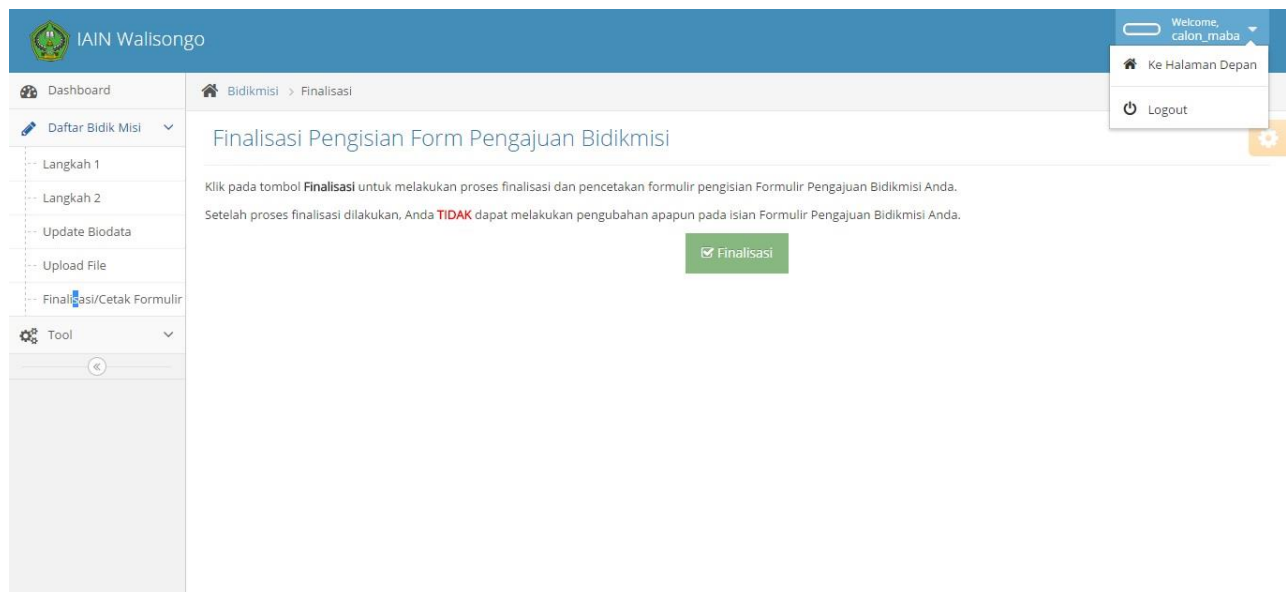 IAIN Walisongo
Welcome,
calon_maba
Ke Halaman Depan
Logout
Dashboard
Daftar Bidik Misi
Langkah 1
Langkah 2
Update Biodata
Upload File
Finalisasi/Cetak Formulir
Tool
Bidikmisi > Finalisasi
Finalisasi Pengisian Form Pengajuan Bidikmisi
Klik pada tombol Finalisasi untuk melakukan proses finalisasi dan pencetakan formulir pengisian Formulir Pengajuan Bidikmisi Anda.
Setelah proses finalisasi dilakukan, Anda TIDAK dapat melakukan pengubahan apapun pada isian Formulir Pengajuan Bidikmisi Anda.
Finalisasi